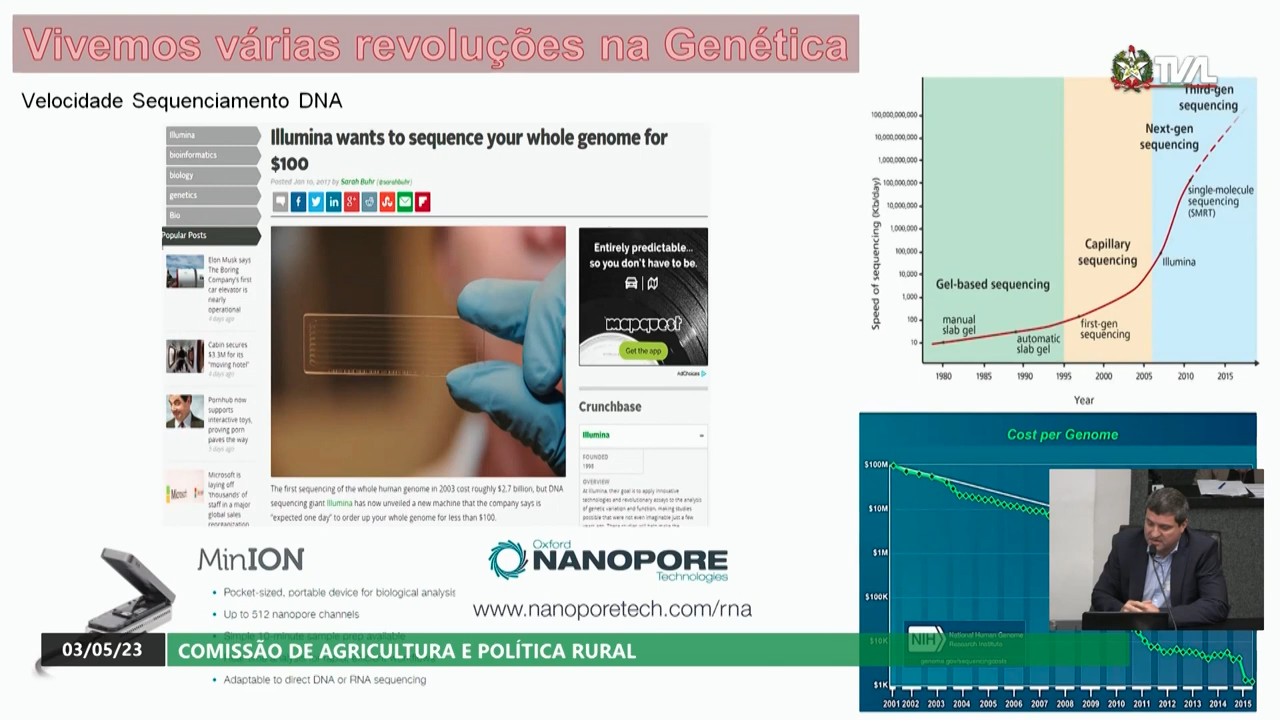 Vivemos várias revoluções na Genética
TVAL
Velocidade Sequenciamento DNA
Illumina
bioinformatics
biology
genetics
Bio
Popular Posts
Elon Musk says
The Boring
Company's first
car elevator is
nearly
operational
4 days ago
Cabin secures
$3.3M for its
"moving hotel"
4 days ago
Pornhub now
supports
interactive toys,
proving porn
paves the way
5 days ago
Microsoft is
laying off
'thousands' of
staff in a major
global sales
reorganization
Illumina wants to sequence your whole genome for
$100
Posted Jan 10, 2017 by Sarah Buhr (@sarahbuhr)
Entirely predictable...
so you don't have to be.
mapquest
Get the app
AdChoices
Crunchbase
Illumina
FOUNDED
1998
OVERVIEW
At Illumina, their goal is to apply innovative
technologies and revolutionary assays to the analysis
of genetic variation and function, making studies
possible that were not even imaginable just a few
The first sequencing of the whole human genome in 2003 cost roughly $2.7 billion, but DNA
sequencing giant Illumina has now unveiled a new machine that the company says is
"expected one day" to order up your whole genome for less than $100.
Speed of sequencing (Kb/day)
100,000,000,000
10,000,000,000
1,000,000,000
100,000,000
10,000,000
1,000,000
100,000
10,000
1,000
100
10
Third-gen
sequencing
Next-gen
sequencing
single-molecule
sequencing
(SMRT)
Capillary
sequencing
Illumina
Gel-based sequencing
manual
slab gel
automatic
slab gel
first-gen
sequencing
1980 1985 1990 1995 2000 2005 2010 2015
Year
Cost per Genome
$100M
$10M
$1M
$100K
$10K
$1K
NIH National Human Genome
Research Institute
genome.gov/sequencingcosts
2001 2002 2003 2004 2005 2006 2007 2008 2009 2010 2011 2012 2013 2014 2015
MinION
• Pocket-sized, portable device for biological analysis
• Up to 512 nanopore channels
• Simple 10-minute sample prep available
• Adaptable to direct DNA or RNA sequencing
Oxford
NANOPORE
Technologies
www.nanoporetech.com/rna
03/05/23
COMISSÃO DE AGRICULTURA E POLÍTICA RURAL